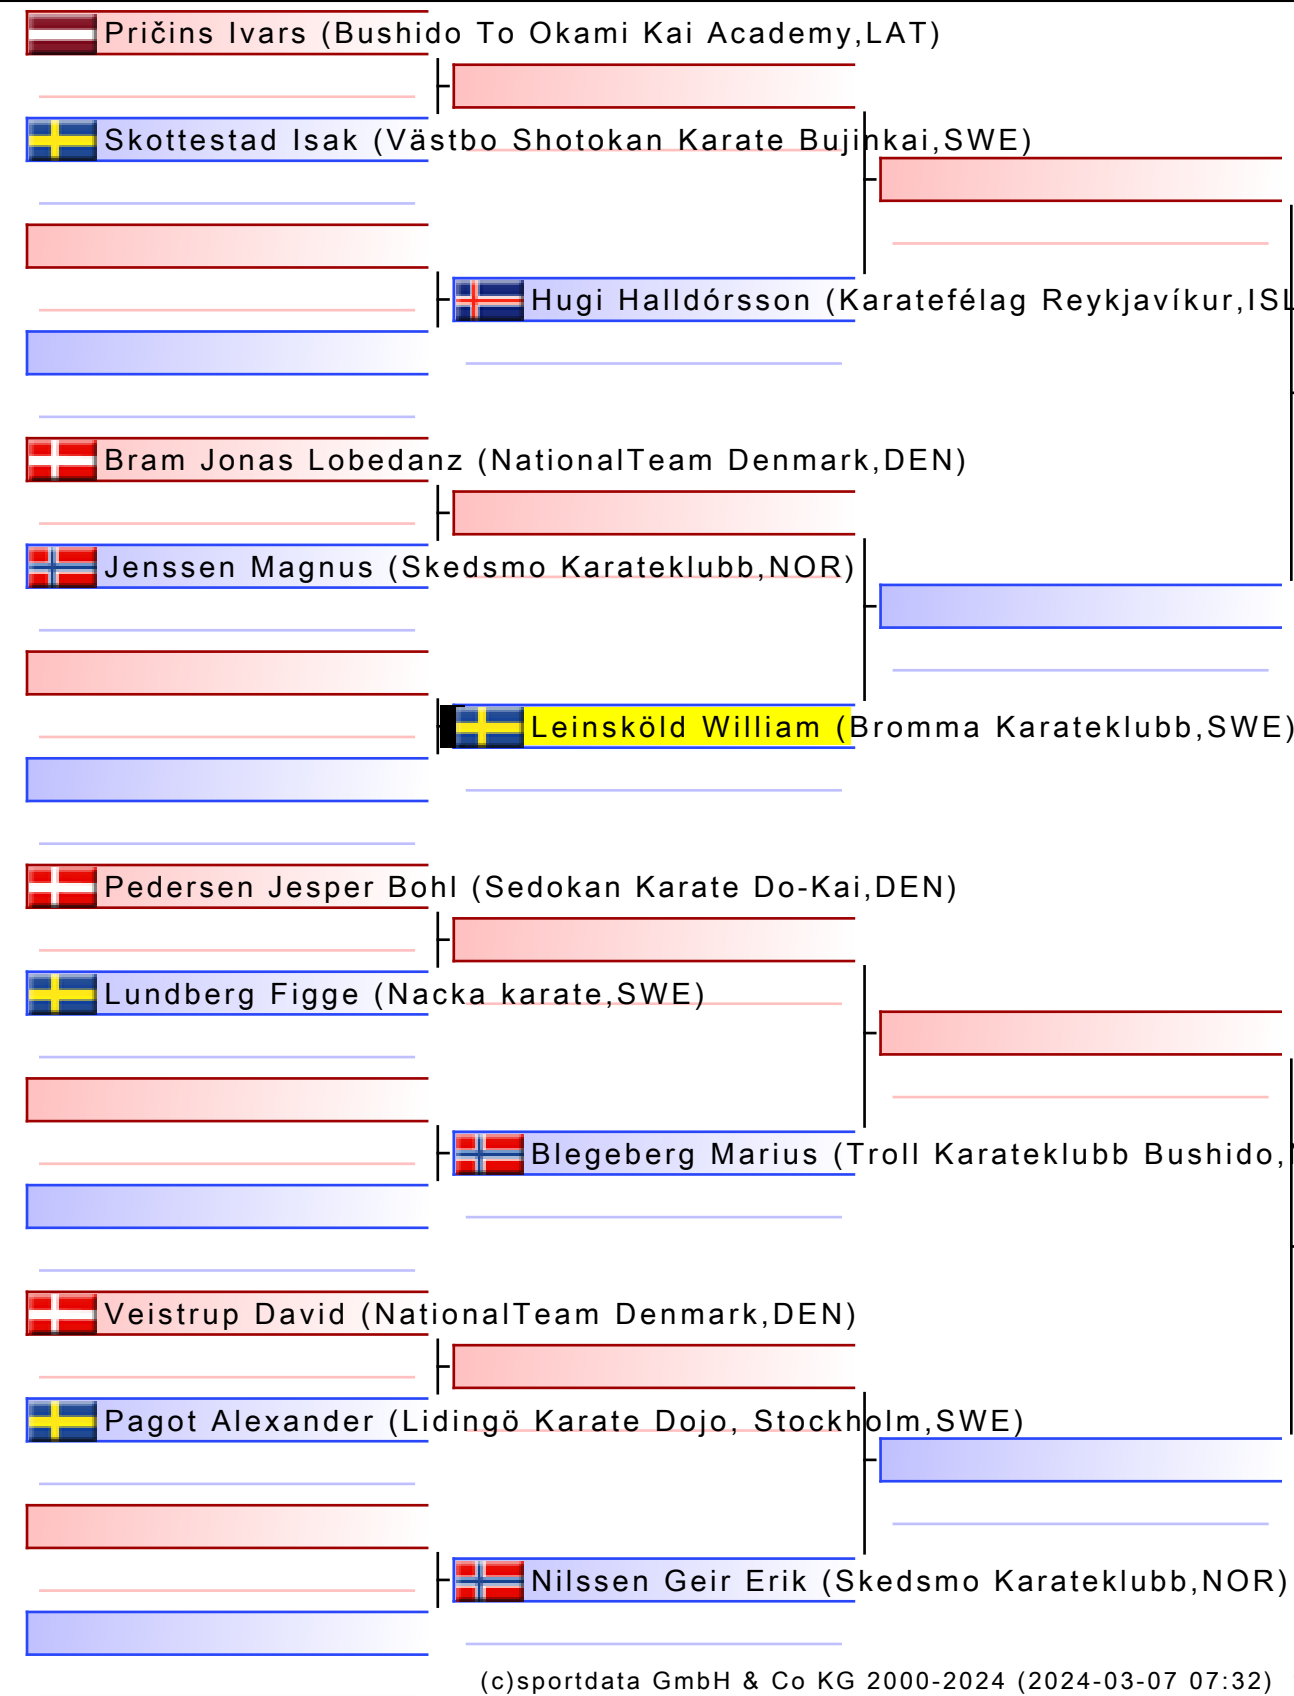 Pričins Ivars (Bushido To Okami Kai Academy,LAT)
Skottestad Isak (Västbo Shotokan Karate Bujinkai,SWE)
Hugi Halldórsson (Karatefélag Reykjavíkur,ISL
Bram Jonas Lobedanz (NationalTeam Denmark,DEN)
Jenssen Magnus (Skedsmo Karateklubb,NOR)
Leinsköld William (Bromma Karateklubb,SWE)
Pedersen Jesper Bohl (Sedokan Karate Do-Kai,DEN)
Lundberg Figge (Nacka karate,SWE)
Blegeberg Marius (Troll Karateklubb Bushido,
Veistrup David (NationalTeam Denmark,DEN)
Pagot Alexander (Lidingö Karate Dojo, Stockholm,SWE)
Nilssen Geir Erik (Skedsmo Karateklubb,NOR)
(c)sportdata GmbH & Co KG 2000-2024 (2024-03-07 07:32)